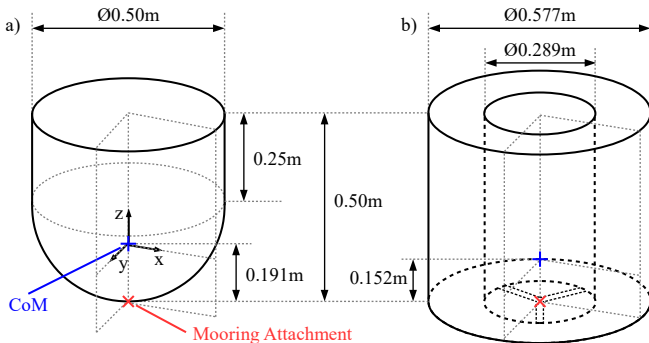 a)
Ø0.50m
b)
Ø0.577m
Ø0.289m
0.25m
0.50m
z
y
x
0.191m
0.152m
CoM
Mooring Attachment